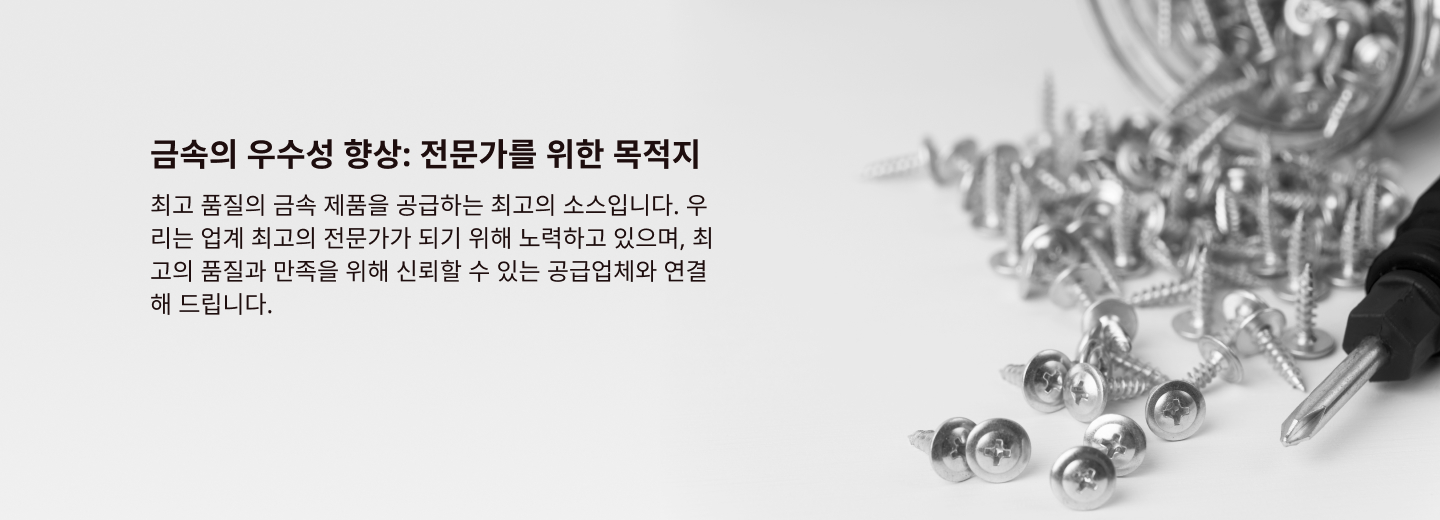 금속의 우수성 향상: 전문가를 위한 목적지
최고 품질의 금속 제품을 공급하는 최고의 소스입니다. 우
리는 업계 최고의 전문가가 되기 위해 노력하고 있으며, 최
고의 품질과 만족을 위해 신뢰할 수 있는 공급업체와 연결
해 드립니다.